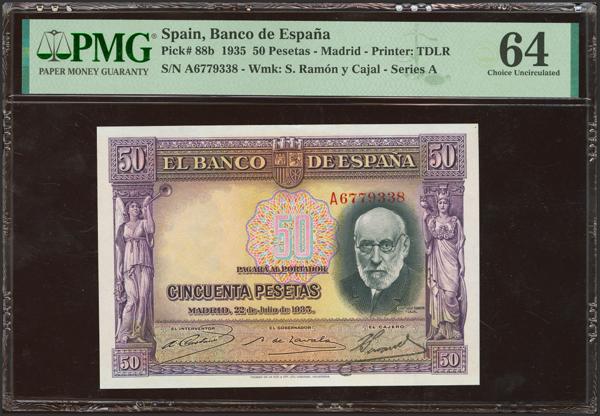 PMG
PAPER MONEY GUARANTY
Spain, Banco de España
Pick# 88b 1935 50 Pesetas - Madrid - Printer: TDLR
S/N A6779338 - Wmk: S. Ramón y Cajal - Series A
64
Choice Uncirculated
50
EL BANCO DE ESPAÑA
50
A6779338
50
PAGARÁ AL PORTADOR
CINCUENTA PESETAS
MADRID, 22 de Julio de 1935.
EL INTERVENTOR
EL GOBERNADOR
EL CAJERO
50
50